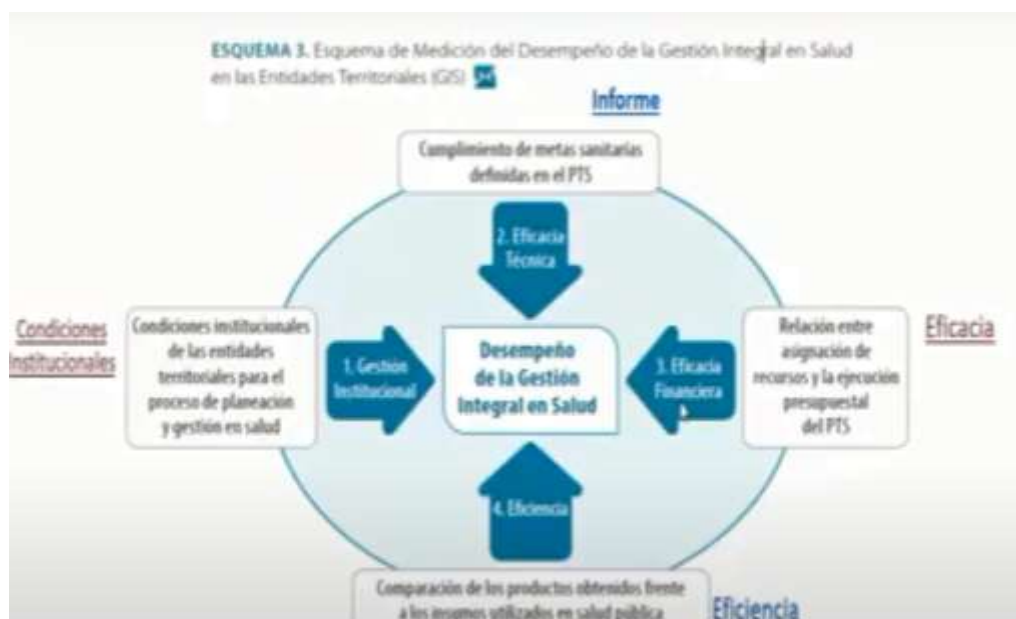 ESQUEMA 3. Esquema de Medición del Desempeño de la Gestión Integral en Salud
en las Entidades Territoriales (GIS)
Informe
Cumplimiento de metas sanitarias
definidas en el PTS
2. Eficacia
Técnica
Condiciones
Institucionales
Condiciones institucionales
de las entidades
territoriales para el
proceso de planeación
y gestión en salud
1. Gestión
Institucional
Desempeño
de la Gestión
Integral en Salud
3. Eficacia
Financiera
Relación entre
asignación de
recursos y la ejecución
presupuestal
del PTS
Eficacia
4. Eficiencia
Comparación de los productos obtenidos frente
a los insumos utilizados en salud pública
Eficiencia